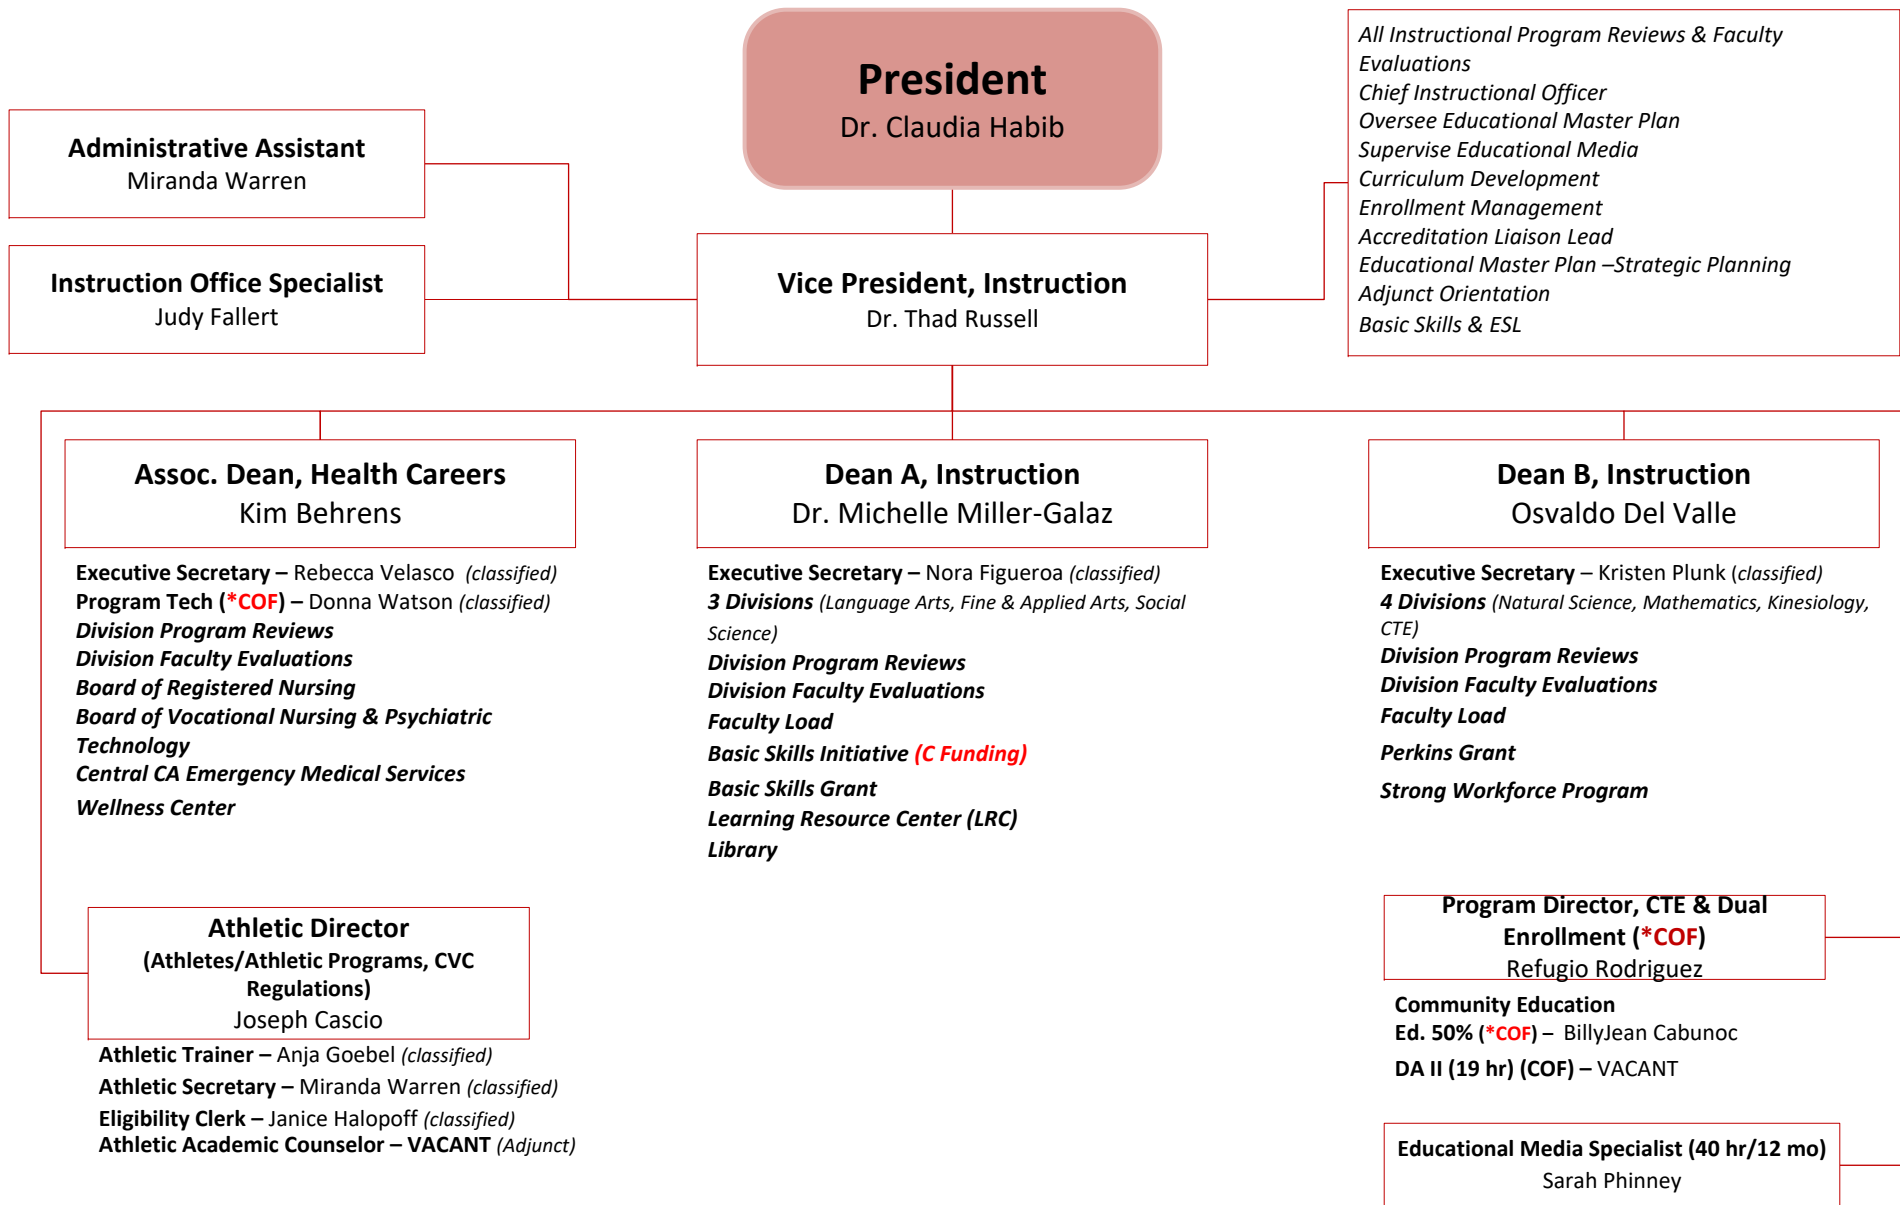 President
Dr. Claudia Habib
All Instructional Program Reviews & Faculty
Evaluations
Chief Instructional Officer
Oversee Educational Master Plan
Supervise Educational Media
Curriculum Development
Enrollment Management
Accreditation Liaison Lead
Educational Master Plan –Strategic Planning
Adjunct Orientation
Basic Skills & ESL
Administrative Assistant
Miranda Warren
Instruction Office Specialist
Judy Fallert
Vice President, Instruction
Dr. Thad Russell
Assoc. Dean, Health Careers
Kim Behrens
Executive Secretary – Rebecca Velasco (classified)
Program Tech (*COF) – Donna Watson (classified)
Division Program Reviews
Division Faculty Evaluations
Board of Registered Nursing
Board of Vocational Nursing & Psychiatric
Technology
Central CA Emergency Medical Services
Wellness Center
Dean A, Instruction
Dr. Michelle Miller-Galaz
Executive Secretary – Nora Figueroa (classified)
3 Divisions (Language Arts, Fine & Applied Arts, Social
Science)
Division Program Reviews
Division Faculty Evaluations
Faculty Load
Basic Skills Initiative (C Funding)
Basic Skills Grant
Learning Resource Center (LRC)
Library
Dean B, Instruction
Osvaldo Del Valle
Executive Secretary – Kristen Plunk (classified)
4 Divisions (Natural Science, Mathematics, Kinesiology,
CTE)
Division Program Reviews
Division Faculty Evaluations
Faculty Load
Perkins Grant
Strong Workforce Program
Athletic Director
(Athletes/Athletic Programs, CVC
Regulations)
Joseph Cascio
Athletic Trainer – Anja Goebel (classified)
Athletic Secretary – Miranda Warren (classified)
Eligibility Clerk – Janice Halopoff (classified)
Athletic Academic Counselor – VACANT (Adjunct)
Program Director, CTE & Dual
Enrollment (*COF)
Refugio Rodriguez
Community Education
Ed. 50% (*COF) – BillyJean Cabunoc
DA II (19 hr) (COF) – VACANT
Educational Media Specialist (40 hr/12 mo)
Sarah Phinney